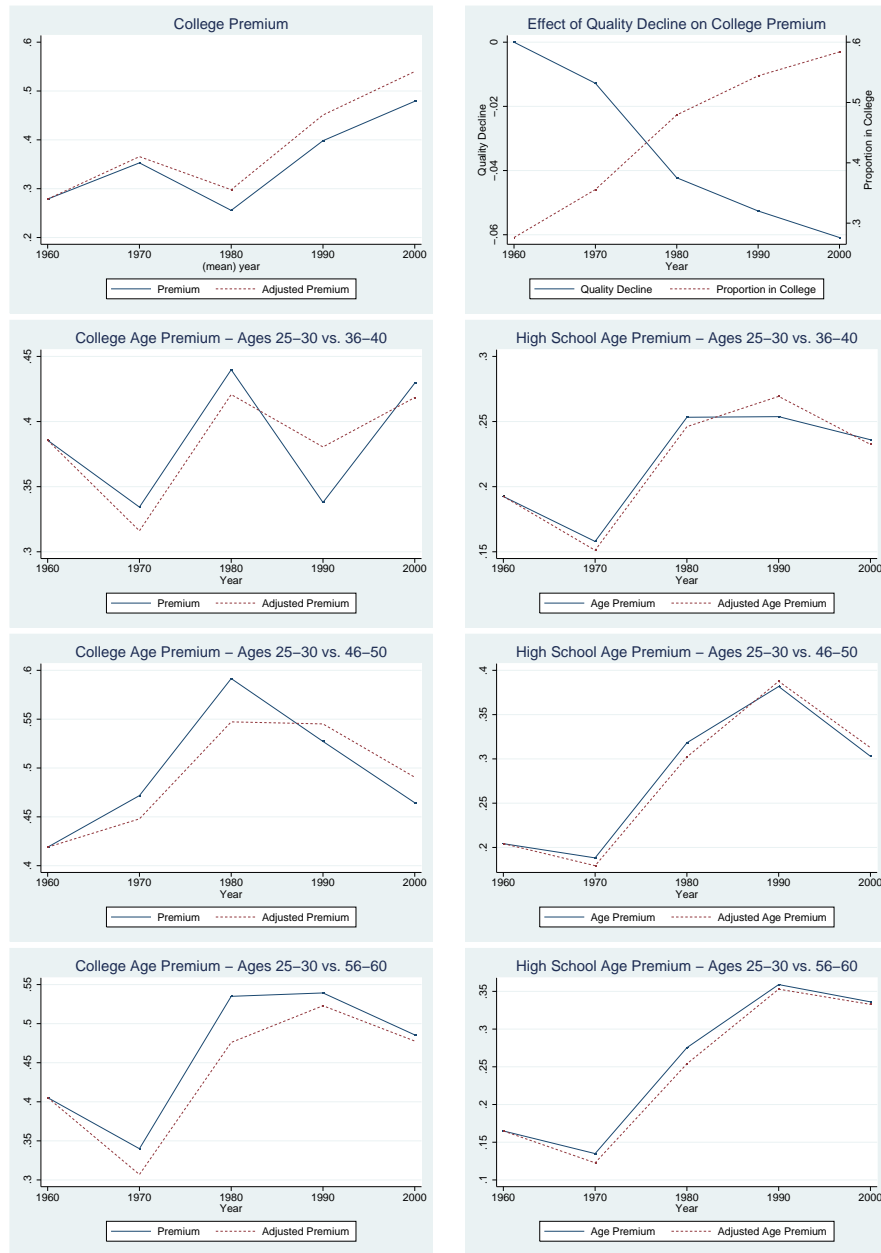 College Premium
.6
.5
.4
.3
.2
1960 1970 1980 1990 2000
(mean) year
Premium Adjusted Premium
Effect of Quality Decline on College Premium
Quality Decline
0
−.02
−.04
−.06
Proportion in College
.6
.5
.4
.3
1960 1970 1980 1990 2000
Year
Quality Decline Proportion in College
College Age Premium − Ages 25−30 vs. 36−40
.45
.4
.35
.3
1960 1970 1980 1990 2000
Year
Premium Adjusted Premium
High School Age Premium − Ages 25−30 vs. 36−40
.3
.25
.2
.15
1960 1970 1980 1990 2000
Year
Age Premium Adjusted Age Premium
College Age Premium − Ages 25−30 vs. 46−50
.6
.55
.5
.45
.4
1960 1970 1980 1990 2000
Year
Premium Adjusted Premium
High School Age Premium − Ages 25−30 vs. 46−50
.4
.35
.3
.25
.2
1960 1970 1980 1990 2000
Year
Age Premium Adjusted Age Premium
College Age Premium − Ages 25−30 vs. 56−60
.55
.5
.45
.4
.35
.3
1960 1970 1980 1990 2000
Year
Premium Adjusted Premium
High School Age Premium − Ages 25−30 vs. 56−60
.35
.3
.25
.2
.15
.1
1960 1970 1980 1990 2000
Year
Age Premium Adjusted Age Premium